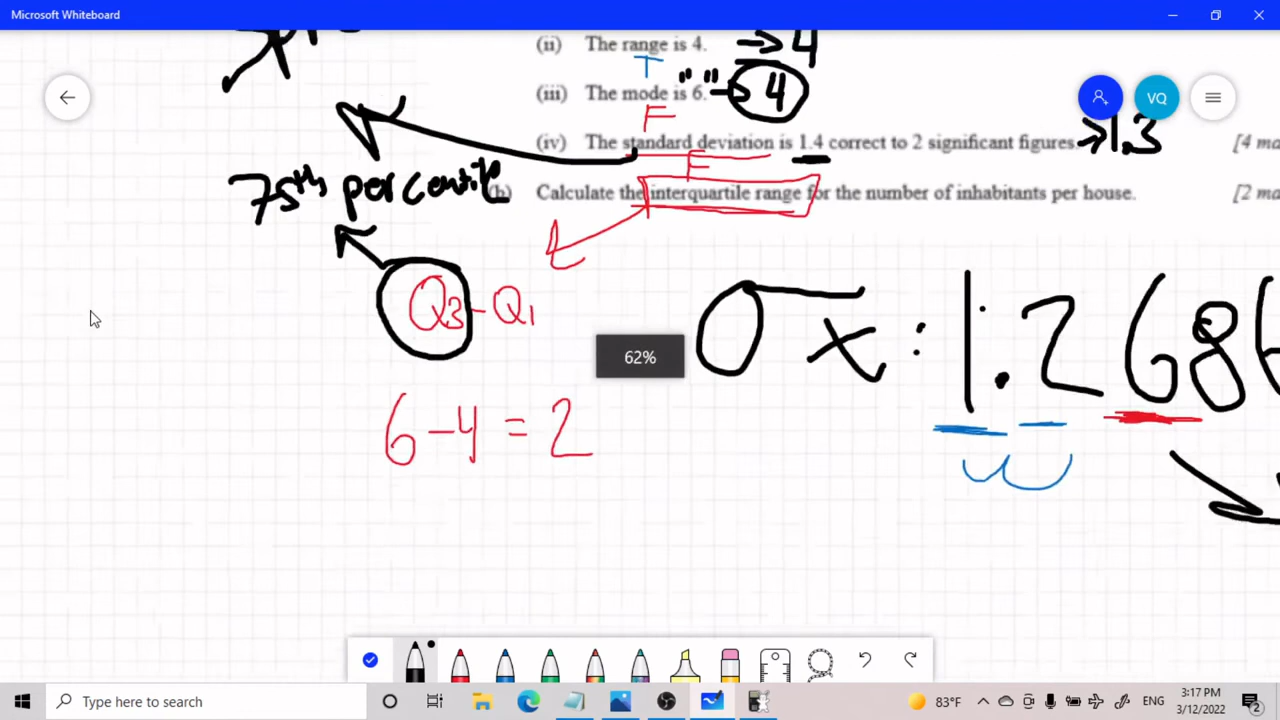 Microsoft Whiteboard
(ii) The range is 4. → 4
T
(iii) The mode is 6. " " → 4
F
VQ
(iv) The standard deviation is 1.4 correct to 2 significant figures. → 1.3 [4 ma
F
75th percentile
(b) Calculate the interquartile range for the number of inhabitants per house. [2 ma
Q3 - Q1
σx : 1.268
62%
6 - 4 = 2
Type here to search
83°F
ENG
3:17 PM
3/12/2022
2